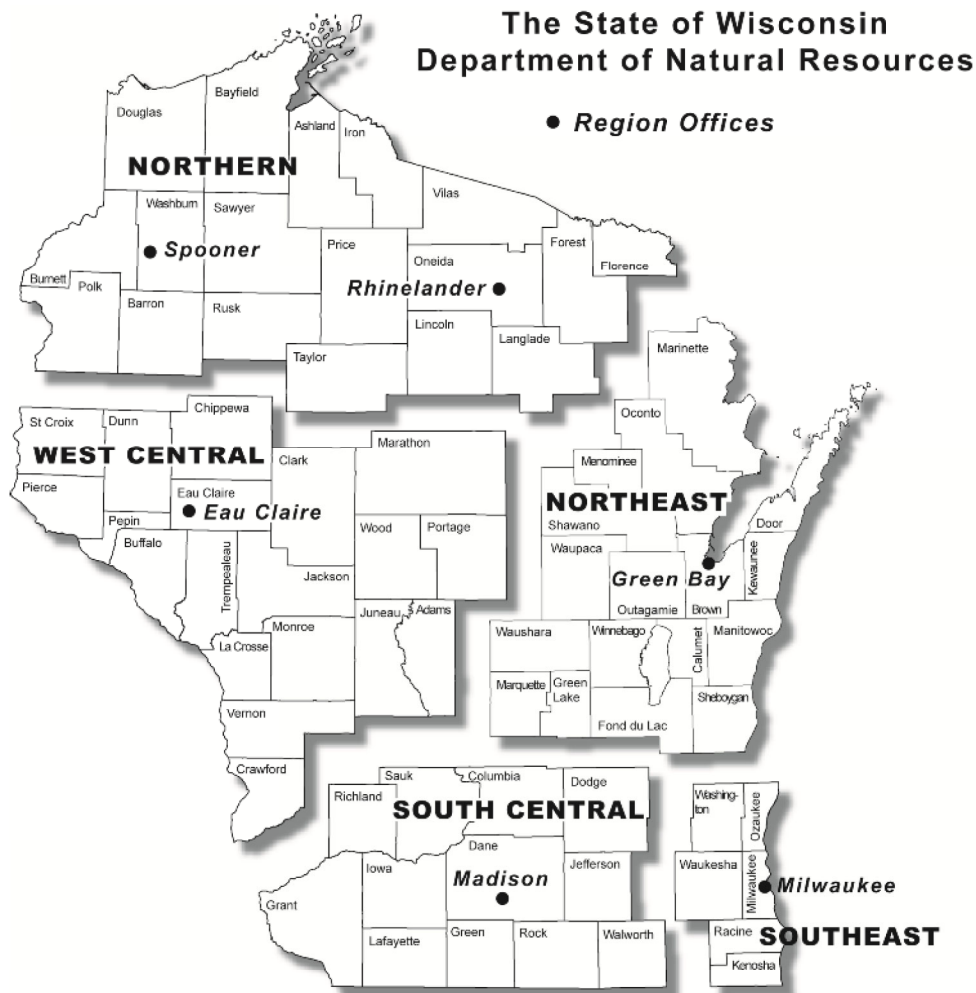 The State of Wisconsin
Department of Natural Resources
● Region Offices
Douglas
Bayfield
Ashland
Iron
NORTHERN
Vilas
Washburn
Sawyer
Spooner
Price
Oneida
Forest
Florence
Burnett
Polk
Barron
Rusk
Rhinelander
Lincoln
Langlade
Taylor
Marinette
St Croix
Dunn
Chippewa
WEST CENTRAL
Clark
Marathon
Pierce
Eau Claire
Eau Claire
Pepin
Buffalo
Trempealeau
Wood
Portage
Jackson
Juneau
Adams
Monroe
La Crosse
Vernon
Crawford
Oconto
Menominee
NORTHEAST
Shawano
Door
Waupaca
Kewaunee
Green Bay
Outagamie
Brown
Waushara
Winnebago
Calumet
Manitowoc
Marquette
Green
Lake
Sheboygan
Fond du Lac
Sauk
Columbia
Dodge
Richland
SOUTH CENTRAL
Dane
Iowa
Jefferson
Madison
Grant
Lafayette
Green
Rock
Walworth
Washing-
ton
Ozaukee
Waukesha
Milwaukee
Milwaukee
Racine
SOUTHEAST
Kenosha